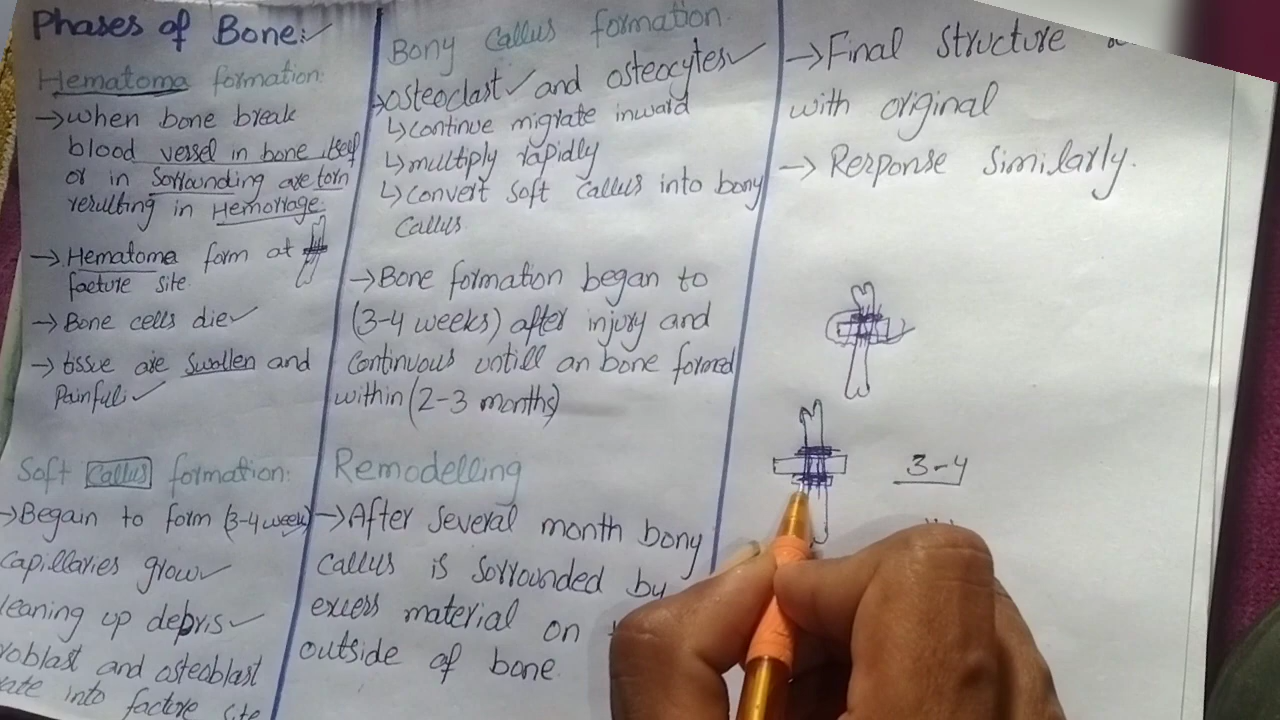 Phases of Bone:
Hematoma formation:
→ when bone break
blood vessel in bone itself
or in Sorrounding are torn
resulting in Hemorrage.
→ Hematoma form at
facture site.
→ Bone cells die
→ tissue are Swollen and
Painful.
Soft Callus formation:
→ Begain to form (3-4 week)
capillaries grow
leaning up debris
roblast and osteoblast
rate into facture site
Bony Callus formation.
→ osteoclast and osteocytes
↳ continue migrate inward
↳ multiply rapidly
↳ convert soft callus into bony
Callus
→ Bone formation began to
(3-4 weeks) after injury and
Continuous untill an bone formed
within (2-3 months)
Remodelling
→ After several month bony
callus is sorrounded by
excess material on
outside of bone.
→ Final Structure
with original
→ Response Similarly.
3-4